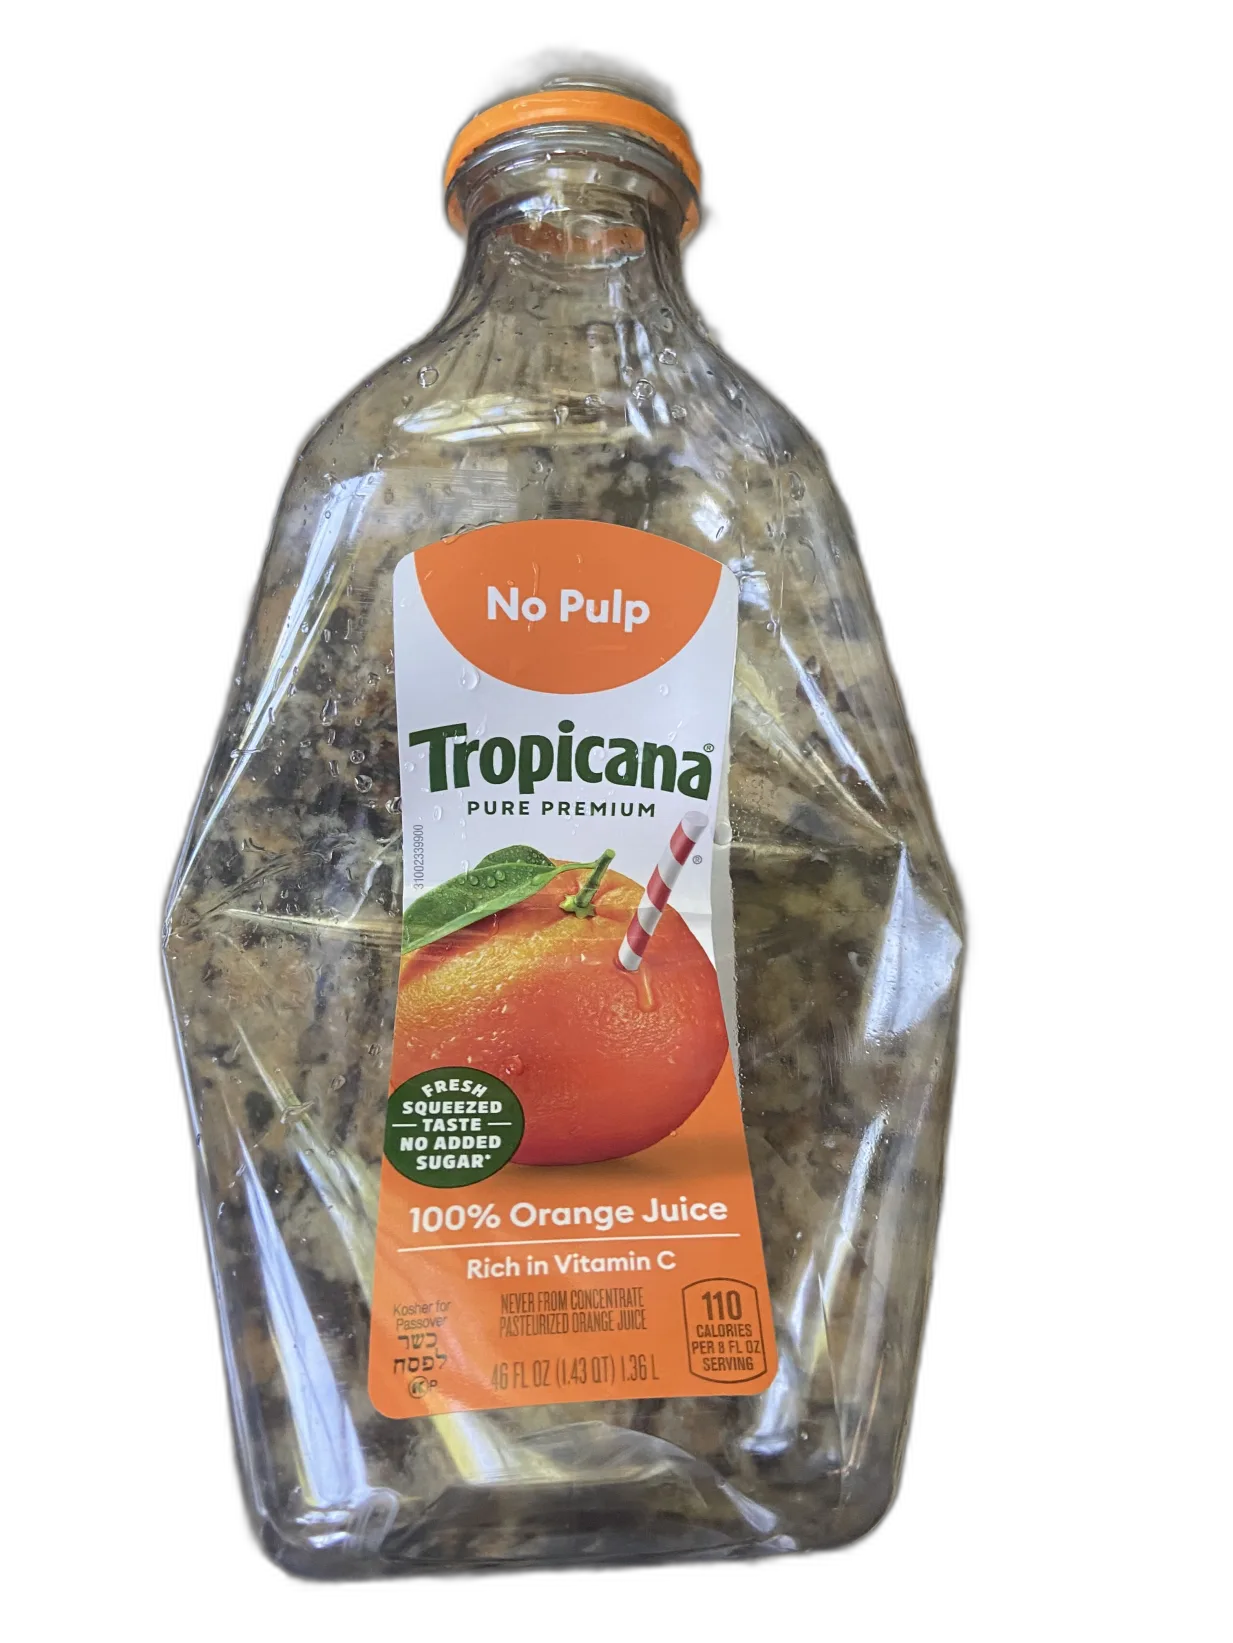 No Pulp
Tropicana®
PURE PREMIUM
31002339900
®
FRESH
SQUEEZED
TASTE
NO ADDED
SUGAR*
100% Orange Juice
Rich in Vitamin C
NEVER FROM CONCENTRATE
PASTEURIZED ORANGE JUICE
46 FL OZ (1.43 QT) 1.36 L
Kosher for
Passover
כשר
לפסח
K P
110
CALORIES
PER 8 FL OZ
SERVING